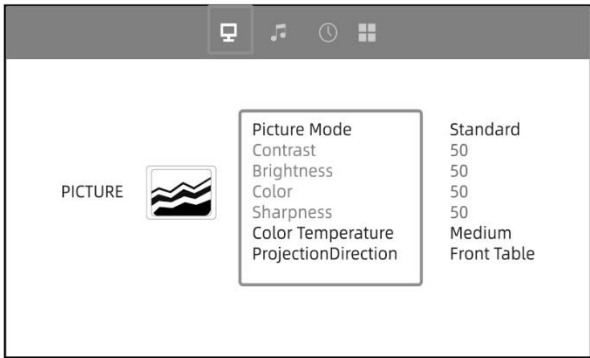 PICTURE
Picture Mode Standard
Contrast 50
Brightness 50
Color 50
Sharpness 50
Color Temperature Medium
ProjectionDirection Front Table